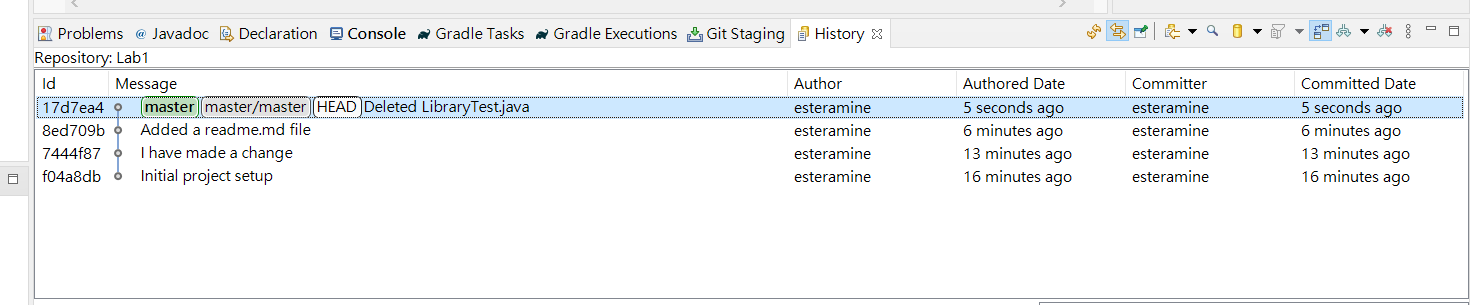 Problems @ Javadoc Declaration Console Gradle Tasks Gradle Executions Git Staging History
Repository: Lab1
Id Message Author Authored Date Committer Committed Date
17d7ea4 master master/master HEAD Deleted LibraryTest.java esteramine 5 seconds ago esteramine 5 seconds ago
8ed709b Added a readme.md file esteramine 6 minutes ago esteramine 6 minutes ago
7444f87 I have made a change esteramine 13 minutes ago esteramine 13 minutes ago
f04a8db Initial project setup esteramine 16 minutes ago esteramine 16 minutes ago